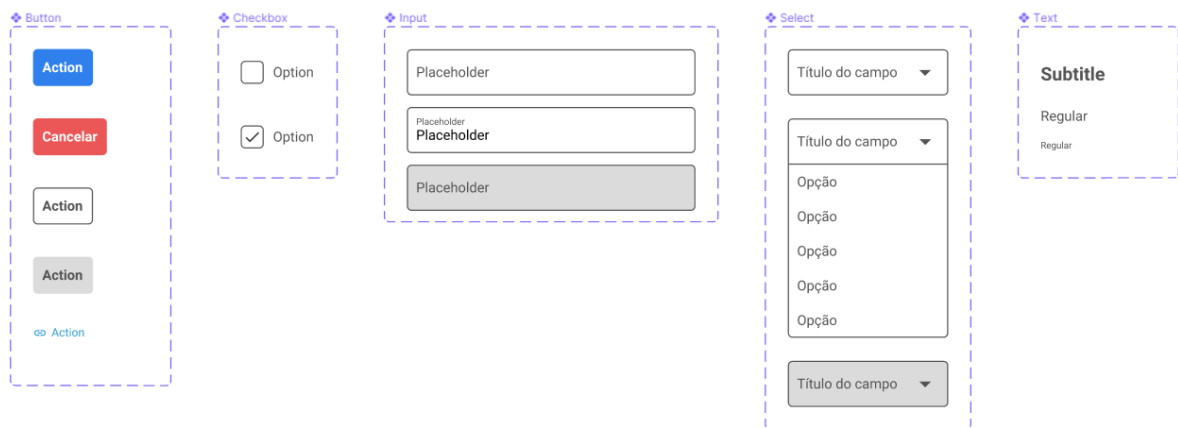 Button
Action
Cancelar
Action
Action
Action
Checkbox
Option
Option
Input
Placeholder
Placeholder
Placeholder
Placeholder
Select
Título do campo
Título do campo
Opção
Opção
Opção
Opção
Opção
Título do campo
Text
Subtitle
Regular
Regular